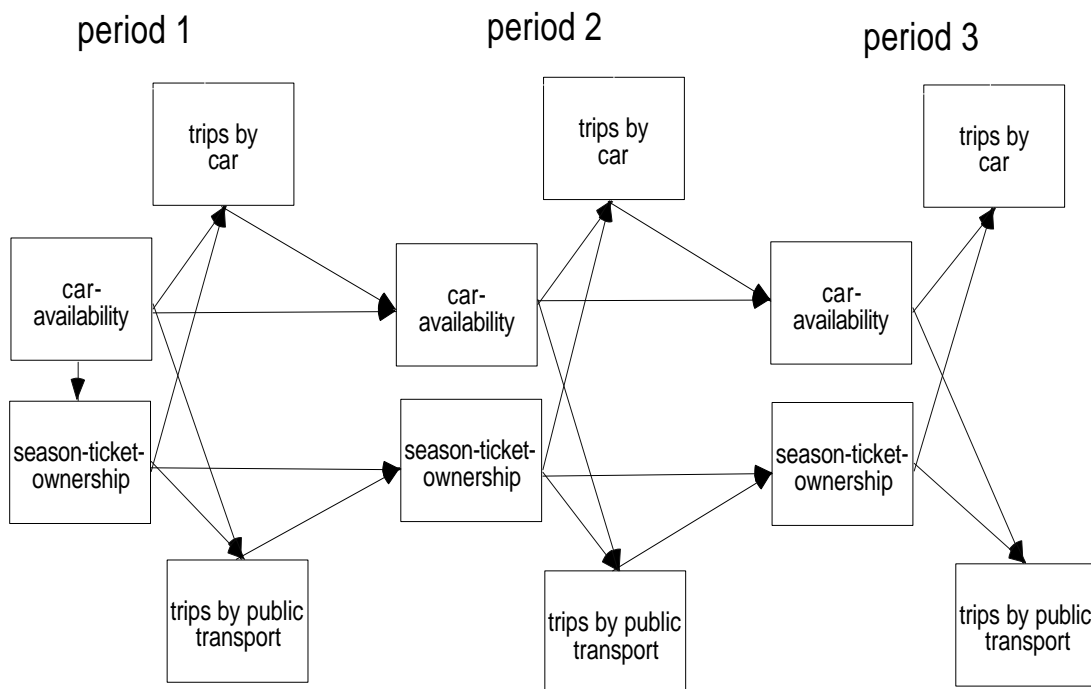 period 1
period 2
period 3
trips by
car
trips by
car
trips by
car
car-
availability
car-
availability
car-
availability
season-ticket-
ownership
season-ticket-
ownership
season-ticket-
ownership
trips by public
transport
trips by public
transport
trips by public
transport